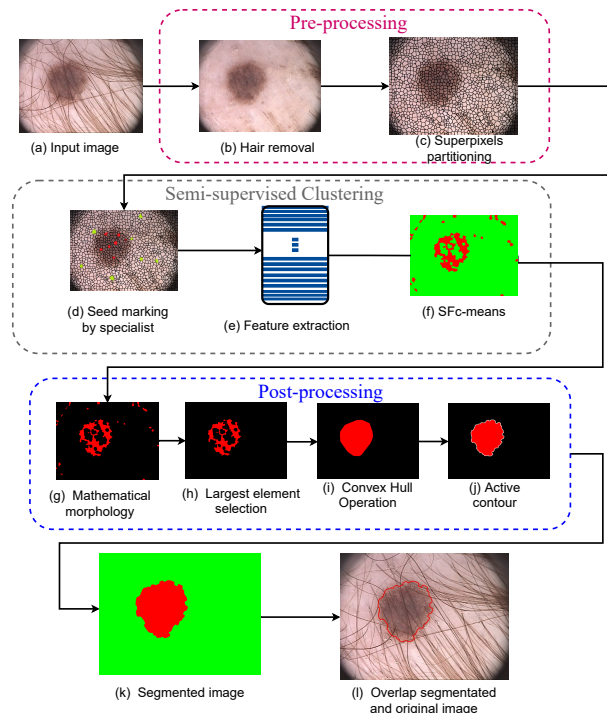 Pre-processing
(a) Input image
(b) Hair removal
(c) Superpixels
partitioning
Semi-supervised Clustering
(d) Seed marking
by specialist
(e) Feature extraction
(f) SFc-means
Post-processing
(g) Mathematical
morphology
(h) Largest element
selection
(i) Convex Hull
Operation
(j) Active
contour
(k) Segmented image
(l) Overlap segmentated
and original image